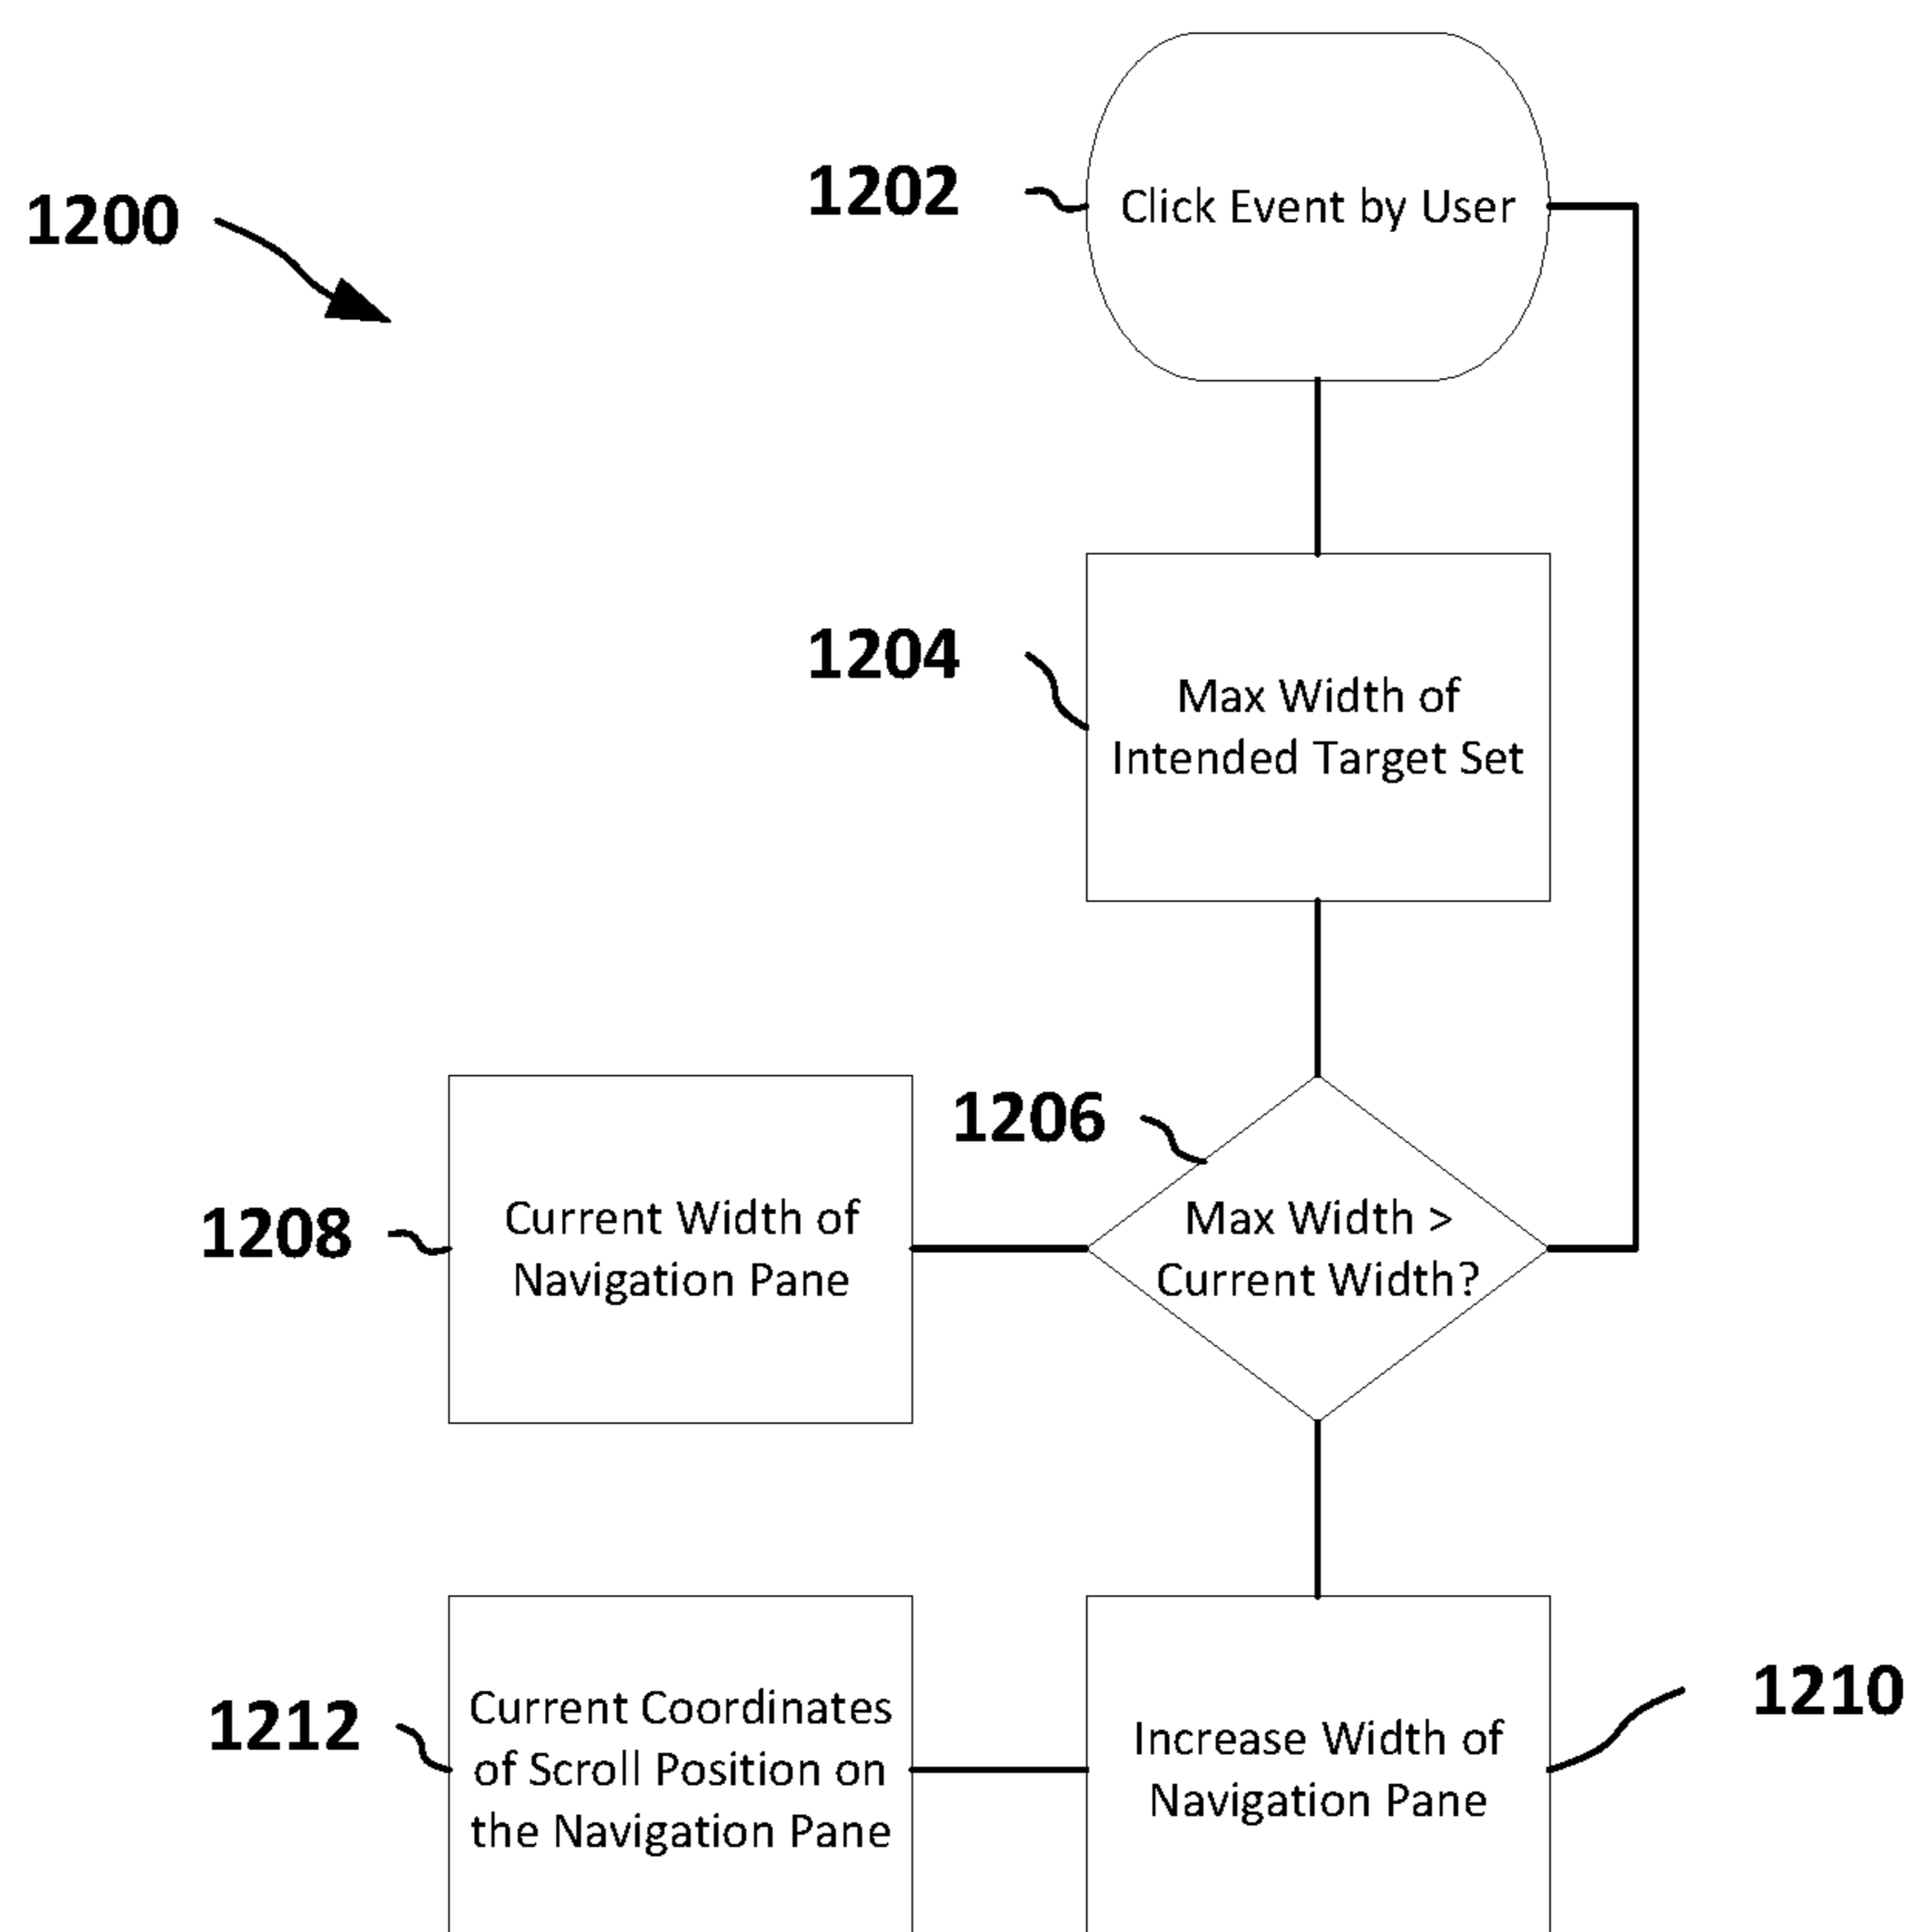 1200
1202
Click Event by User
1204
Max Width of
Intended Target Set
1206
1208
Current Width of
Navigation Pane
Max Width >
Current Width?
1212
Current Coordinates
of Scroll Position on
the Navigation Pane
Increase Width of
Navigation Pane
1210